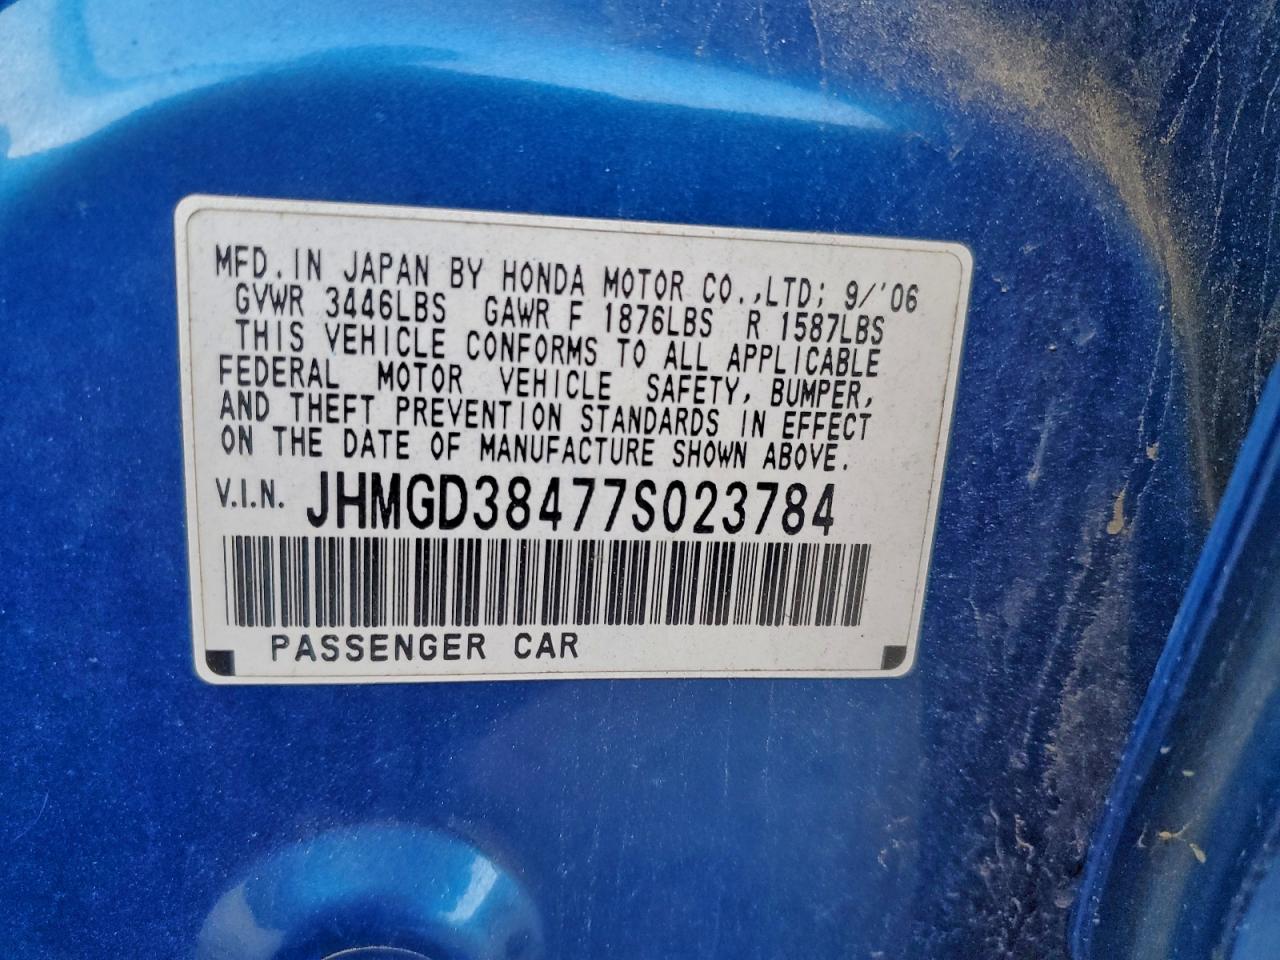 MFD. IN JAPAN BY HONDA MOTOR CO.,LTD; 9/'06
GVWR 3446LBS GAWR F 1876LBS R 1587LBS
THIS VEHICLE CONFORMS TO ALL APPLICABLE
FEDERAL MOTOR VEHICLE SAFETY, BUMPER,
AND THEFT PREVENTION STANDARDS IN EFFECT
ON THE DATE OF MANUFACTURE SHOWN ABOVE.
V.I.N. JHMGD38477S023784
PASSENGER CAR